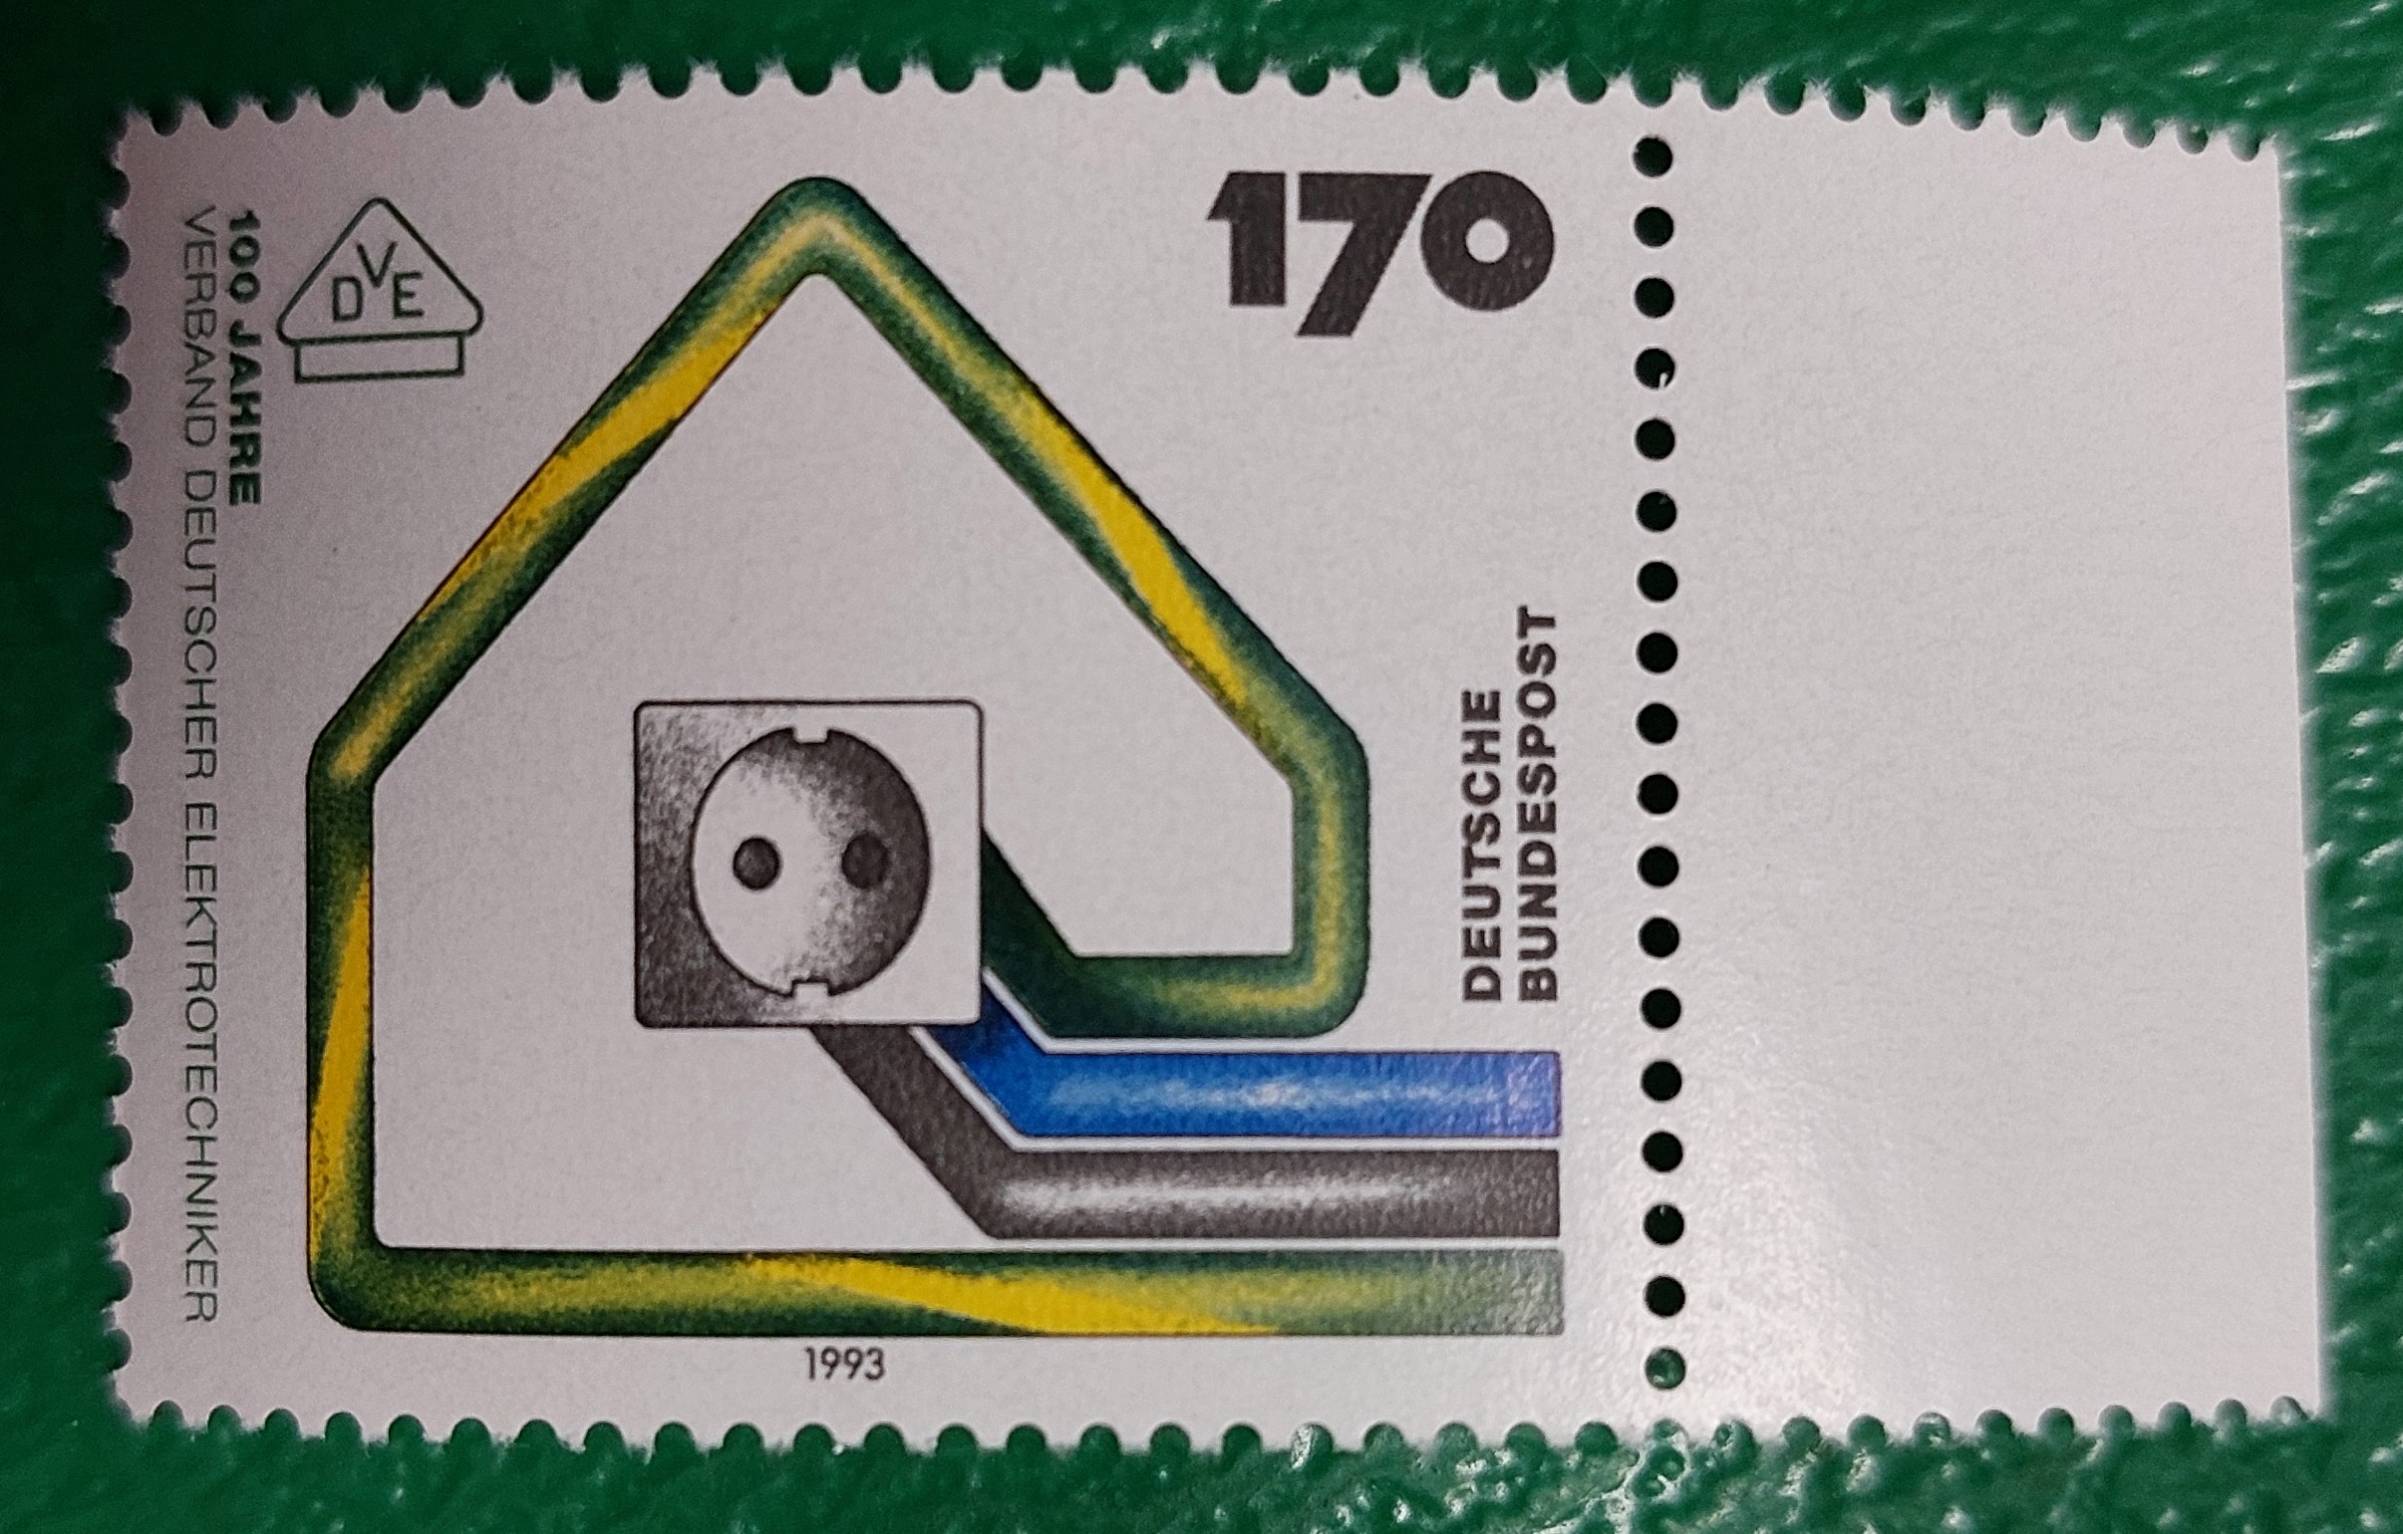 100 JAHRE
VERBAND DEUTSCHER ELEKTROTECHNIKER
VDE
170
DEUTSCHE
BUNDESPOST
1993